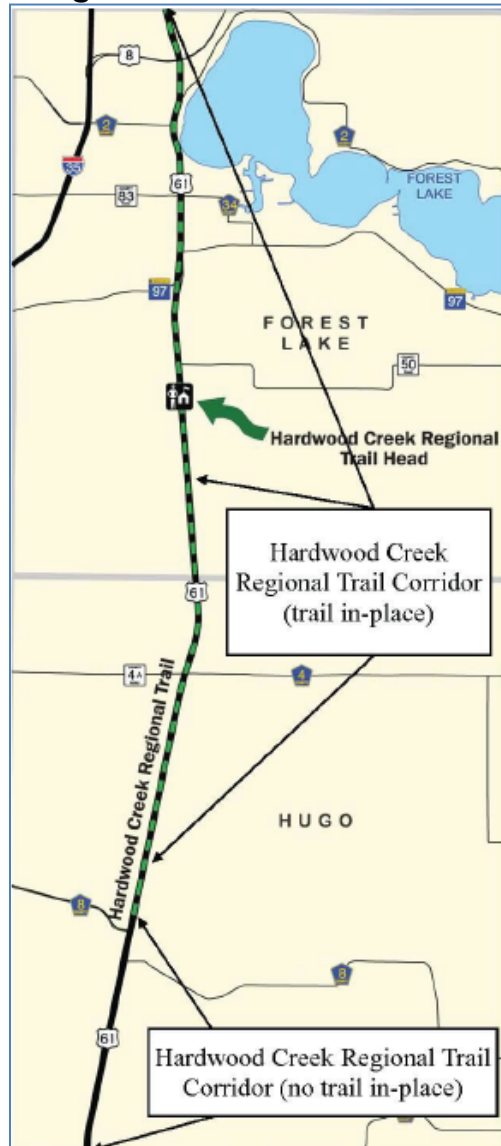 8
2
2
35
61
83
34
FOREST
LAKE
97
97
FOREST
LAKE
50
Hardwood Creek Regional
Trail Head
Hardwood Creek
Regional Trail Corridor
(trail in-place)
61
4A
4
Hardwood Creek Regional Trail
HUGO
8
8
61
Hardwood Creek Regional Trail
Corridor (no trail in-place)